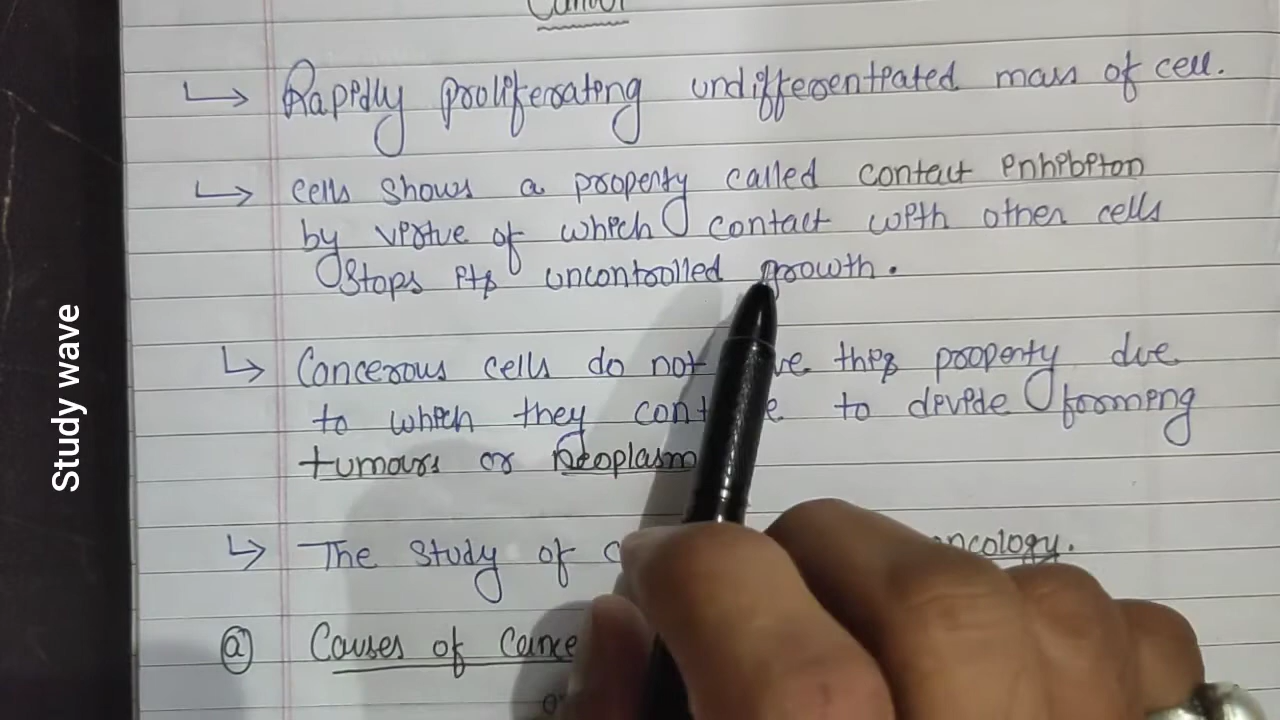 Cancer
↳ Rapidly proliferating undifferentiated mass of cell.
↳ cells shows a property called contact inhibition
by virtue of which contact with other cells
stops its uncontrolled growth.
↳ Cancerous cells do not this property due
to which they to divide forming
tumours or Neoplasm
↳ The study of oncology.
ⓐ Causes of
Study wave